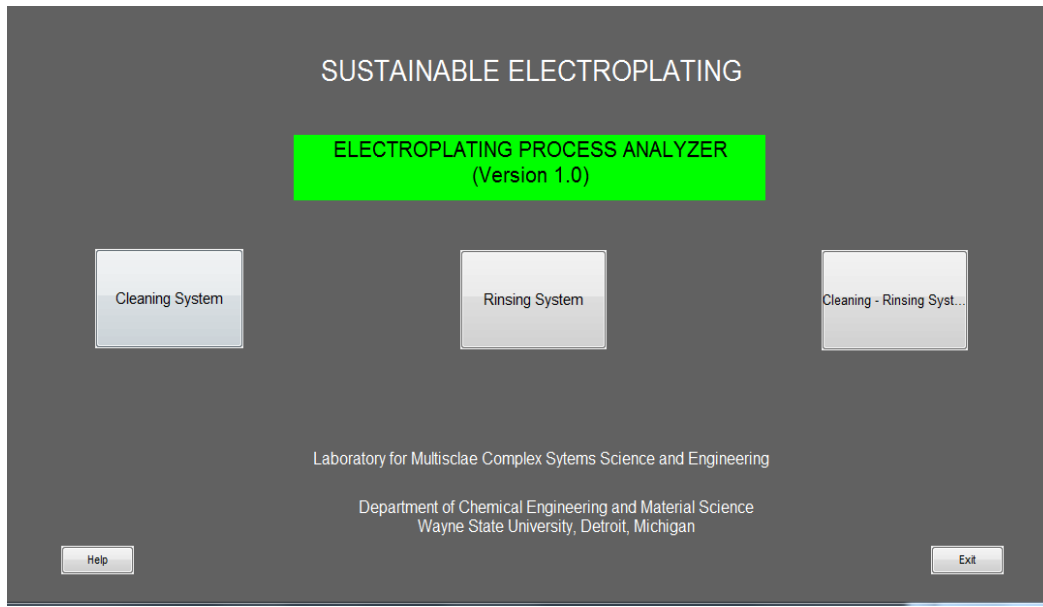 SUSTAINABLE ELECTROPLATING
ELECTROPLATING PROCESS ANALYZER
(Version 1.0)
Cleaning System
Rinsing System
Cleaning - Rinsing Syst...
Laboratory for Multisclae Complex Sytems Science and Engineering
Department of Chemical Engineering and Material Science
Wayne State University, Detroit, Michigan
Help
Exit